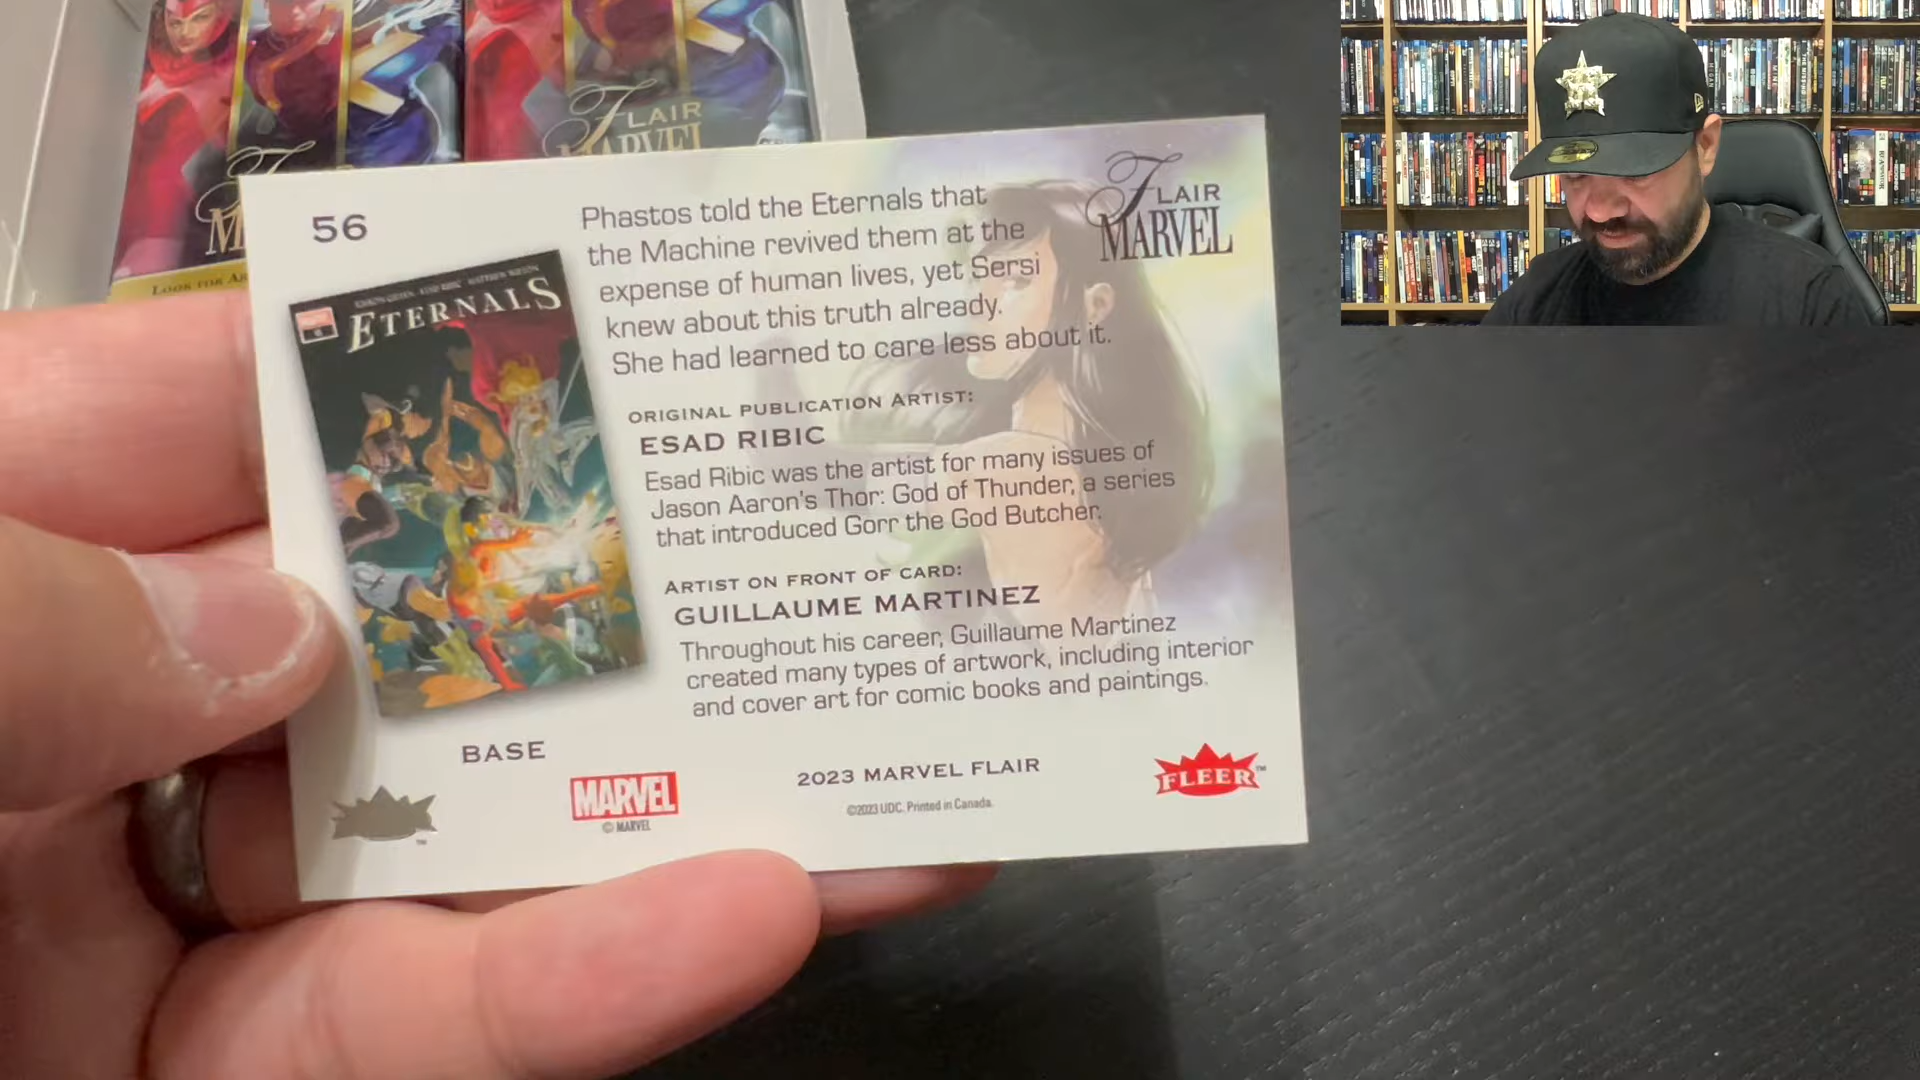 FLAIR
MARVEL
LOOK FOR
56
Phastos told the Eternals that
the Machine revived them at the
expense of human lives, yet Sersi
knew about this truth already.
She had learned to care less about it.
FLAIR
MARVEL
ETERNALS
ORIGINAL PUBLICATION ARTIST:
ESAD RIBIC
Esad Ribic was the artist for many issues of
Jason Aaron's Thor: God of Thunder, a series
that introduced Gorr the God Butcher.
ARTIST ON FRONT OF CARD:
GUILLAUME MARTINEZ
Throughout his career, Guillaume Martinez
created many types of artwork, including interior
and cover art for comic books and paintings.
BASE
MARVEL
© MARVEL
2023 MARVEL FLAIR
©2023 UDC. Printed in Canada.
FLEER™